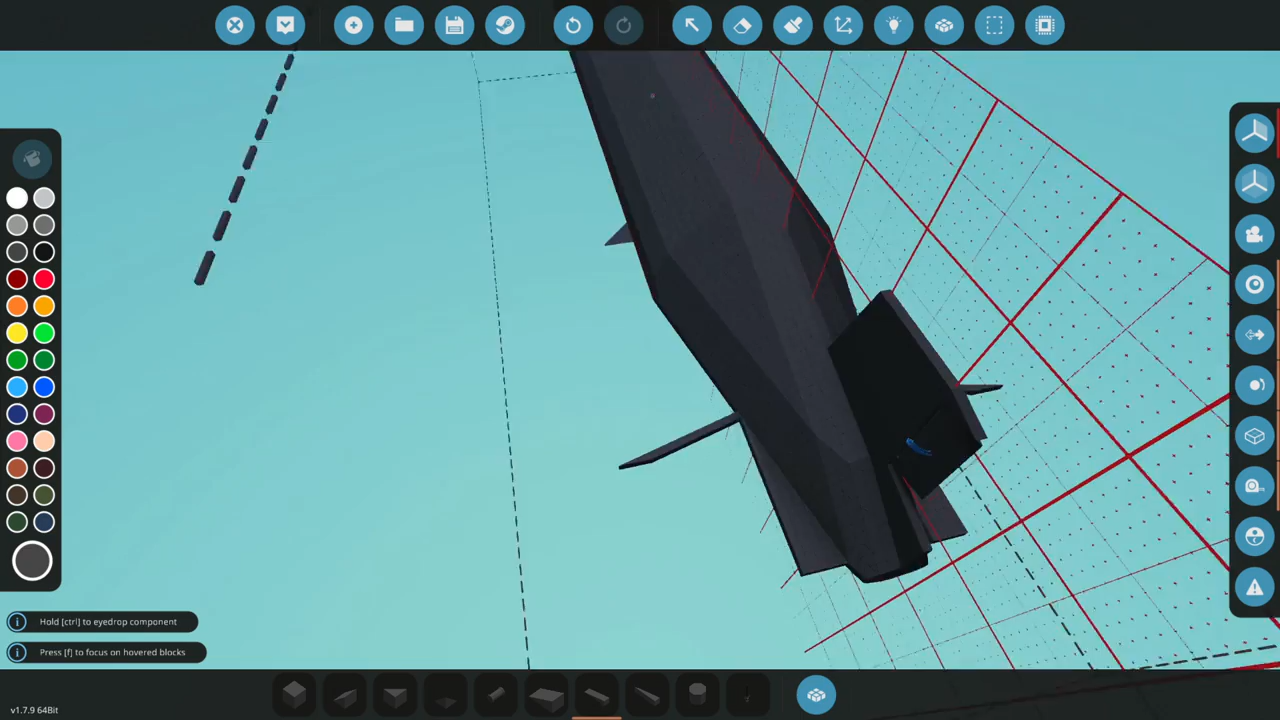 Hold [ctrl] to eyedrop component
Press [f] to focus on hovered blocks
v1.7.9 64Bit